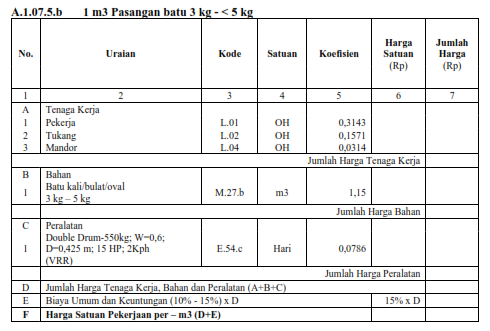 A.1.07.5.b 1 m3 Pasangan batu 3 kg - < 5 kg
No. Uraian Kode Satuan Koefisien Harga Satuan (Rp) Jumlah Harga (Rp)
1 2 3 4 5 6 7
A Tenaga Kerja
1 Pekerja L.01 OH 0,3143
2 Tukang L.02 OH 0,1571
3 Mandor L.04 OH 0,0314
Jumlah Harga Tenaga Kerja
B Bahan
1 Batu kali/bulat/oval M.27.b m3 1,15
3 kg – 5 kg
Jumlah Harga Bahan
C Peralatan
Double Drum-550kg; W=0,6;
1 D=0,425 m; 15 HP; 2Kph E.54.c Hari 0,0786
(VRR)
Jumlah Harga Peralatan
D Jumlah Harga Tenaga Kerja, Bahan dan Peralatan (A+B+C)
E Biaya Umum dan Keuntungan (10% - 15%) x D 15% x D
F Harga Satuan Pekerjaan per – m3 (D+E)